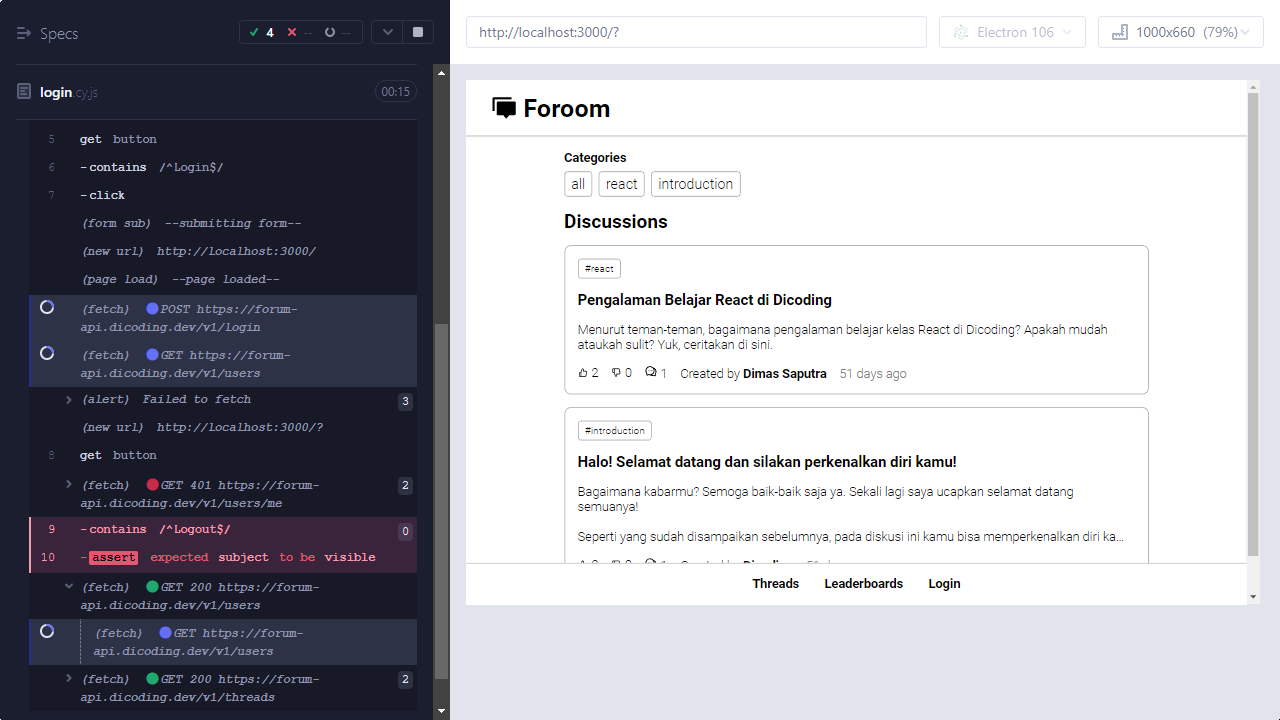 Specs
4 -- --
http://localhost:3000/?
Electron 106
1000x660 (79%)
login.cy.js
00:15
5 get button
6 -contains /^Login$/
7 -click
(form sub) --submitting form--
(new url) http://localhost:3000/
(page load) --page loaded--
(fetch) POST https://forum-
api.dicoding.dev/v1/login
(fetch) GET https://forum-
api.dicoding.dev/v1/users
(alert) Failed to fetch 3
(new url) http://localhost:3000/?
8 get button
(fetch) GET 401 https://forum-
api.dicoding.dev/v1/users/me
2
9 -contains /^Logout$/ 0
10 -assert expected subject to be visible
(fetch) GET 200 https://forum-
api.dicoding.dev/v1/users
(fetch) GET https://forum-
api.dicoding.dev/v1/users
(fetch) GET 200 https://forum-
api.dicoding.dev/v1/threads
2
Foroom
Categories
all react introduction
Discussions
#react
Pengalaman Belajar React di Dicoding
Menurut teman-teman, bagaimana pengalaman belajar kelas React di Dicoding? Apakah mudah
ataukah sulit? Yuk, ceritakan di sini.
2 0 1 Created by Dimas Saputra 51 days ago
#introduction
Halo! Selamat datang dan silakan perkenalkan diri kamu!
Bagaimana kabarmu? Semoga baik-baik saja ya. Sekali lagi saya ucapkan selamat datang
semuanya!
Seperti yang sudah disampaikan sebelumnya, pada diskusi ini kamu bisa memperkenalkan diri ka...
Threads Leaderboards Login